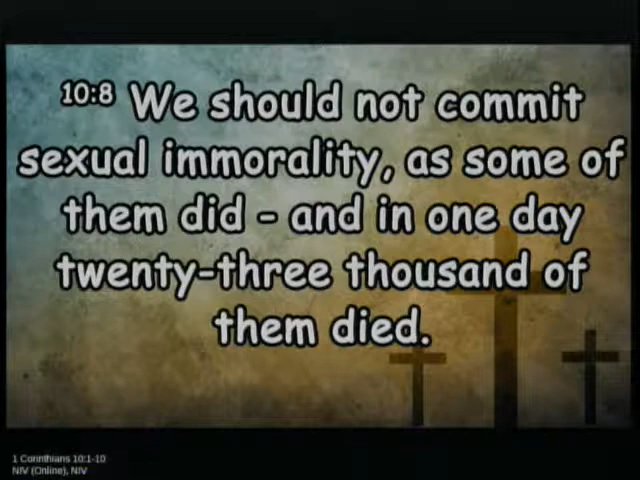 10:8 We should not commit
sexual immorality, as some of
them did – and in one day
twenty-three thousand of
them died.
1 Corinthians 10:1-10
NIV (Online), NIV